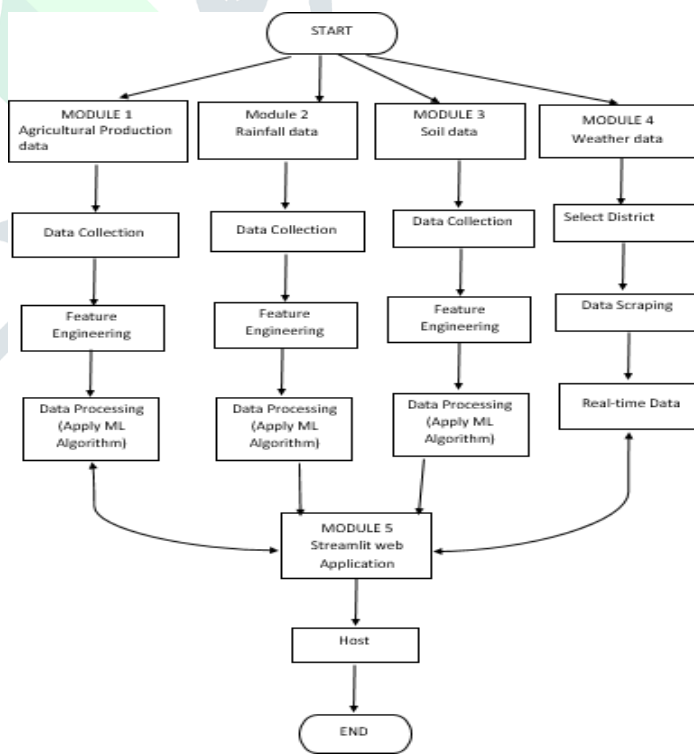 START
MODULE 1
Agricultural Production
data
Module 2
Rainfall data
MODULE 3
Soil data
MODULE 4
Weather data
Data Collection
Data Collection
Data Collection
Select District
Feature
Engineering
Feature
Engineering
Feature
Engineering
Data Scraping
Data Processing
(Apply ML
Algorithm)
Data Processing
(Apply ML
Algorithm)
Data Processing
(Apply ML
Algorithm)
Real-time Data
MODULE 5
Streamlit web
Application
Host
END